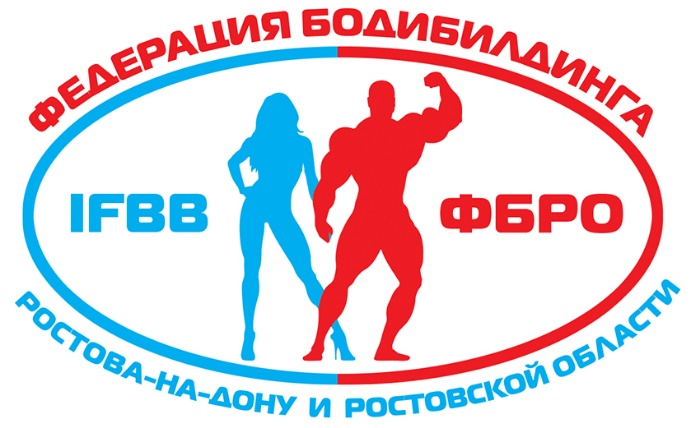 ФЕДЕРАЦИЯ БОДИБИЛДИНГА
IFBB
ФБРО
РОСТОВА-НА-ДОНУ И РОСТОВСКОЙ ОБЛАСТИ